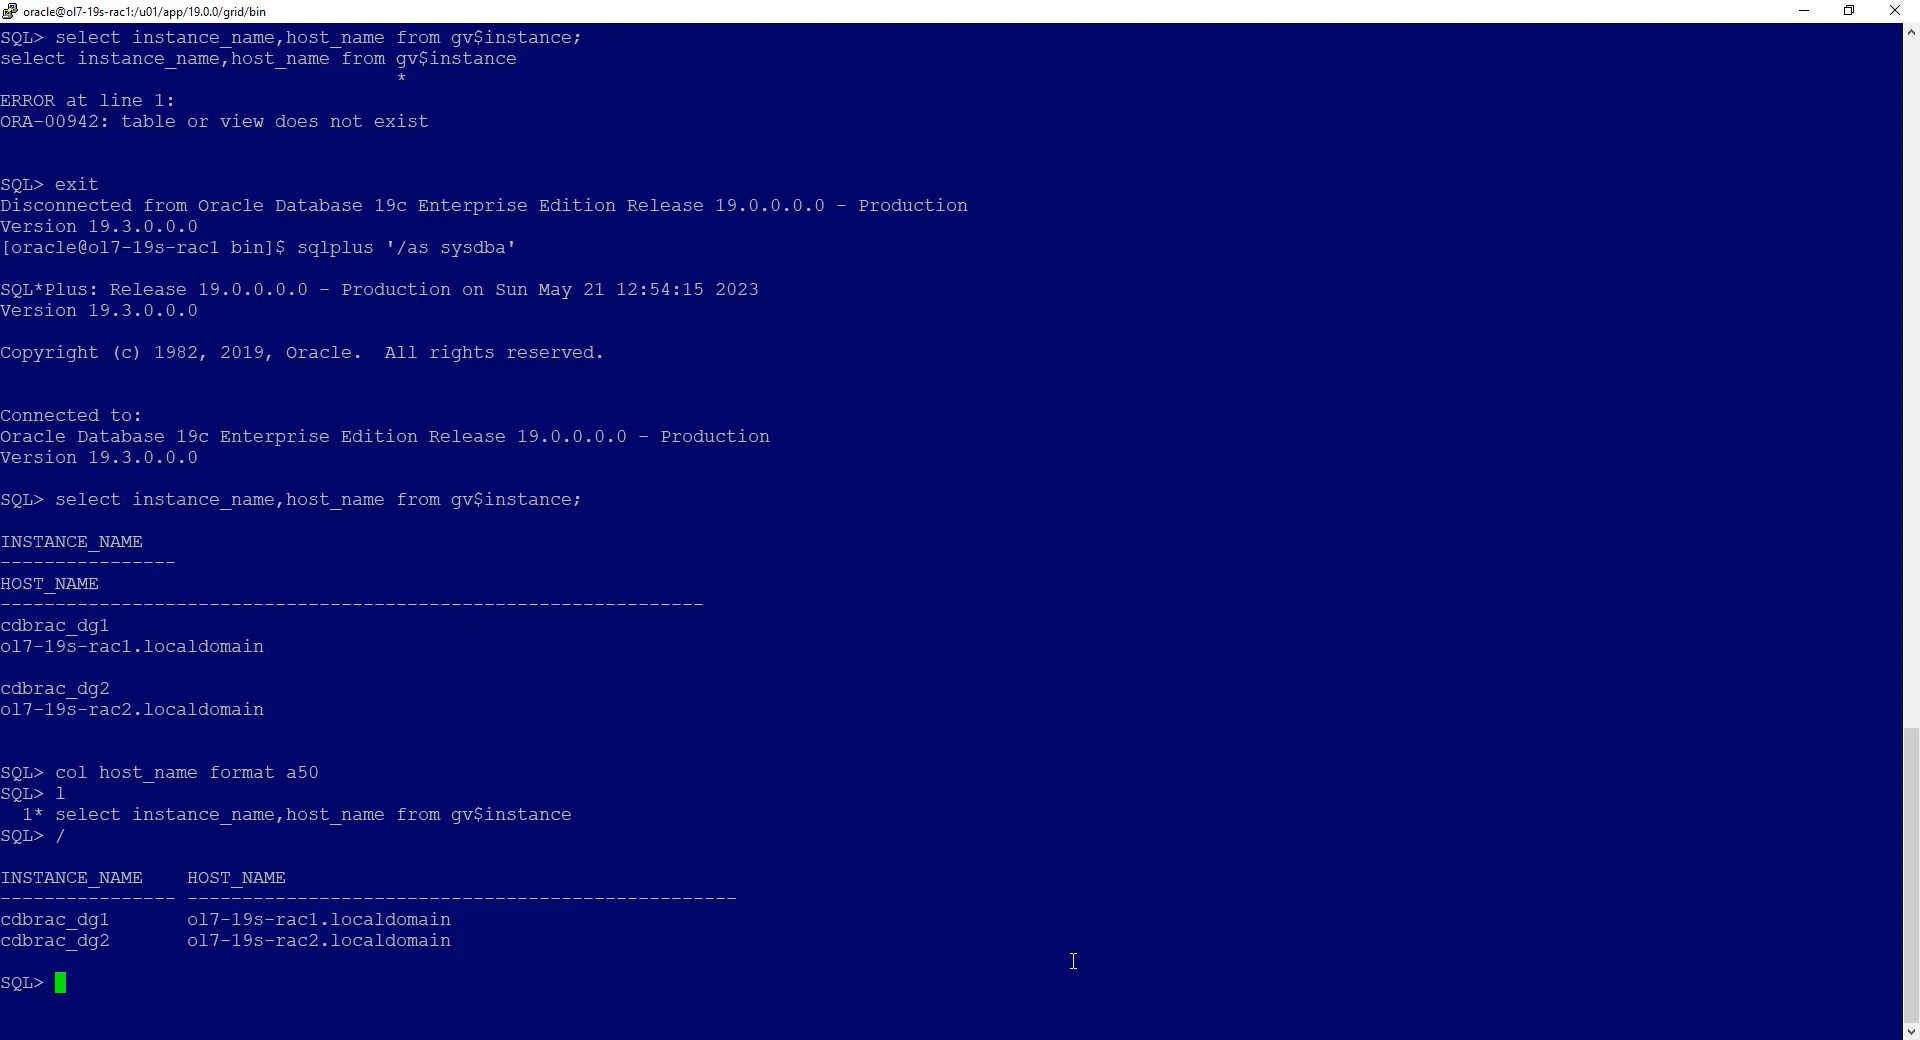 oracle@ol7-19s-rac1:/u01/app/19.0.0/grid/bin
SQL> select instance_name,host_name from gv$instance;
select instance_name,host_name from gv$instance
                                    *
ERROR at line 1:
ORA-00942: table or view does not exist
SQL> exit
Disconnected from Oracle Database 19c Enterprise Edition Release 19.0.0.0.0 - Production
Version 19.3.0.0.0
[oracle@ol7-19s-rac1 bin]$ sqlplus '/as sysdba'
SQL*Plus: Release 19.0.0.0.0 - Production on Sun May 21 12:54:15 2023
Version 19.3.0.0.0
Copyright (c) 1982, 2019, Oracle.  All rights reserved.
Connected to:
Oracle Database 19c Enterprise Edition Release 19.0.0.0.0 - Production
Version 19.3.0.0.0
SQL> select instance_name,host_name from gv$instance;
INSTANCE_NAME
----------------
HOST_NAME
----------------------------------------------------------------
cdbrac_dg1
ol7-19s-rac1.localdomain
cdbrac_dg2
ol7-19s-rac2.localdomain
SQL> col host_name format a50
SQL> l
  1* select instance_name,host_name from gv$instance
SQL> /
INSTANCE_NAME    HOST_NAME
---------------- --------------------------------------------------
cdbrac_dg1       ol7-19s-rac1.localdomain
cdbrac_dg2       ol7-19s-rac2.localdomain
SQL>